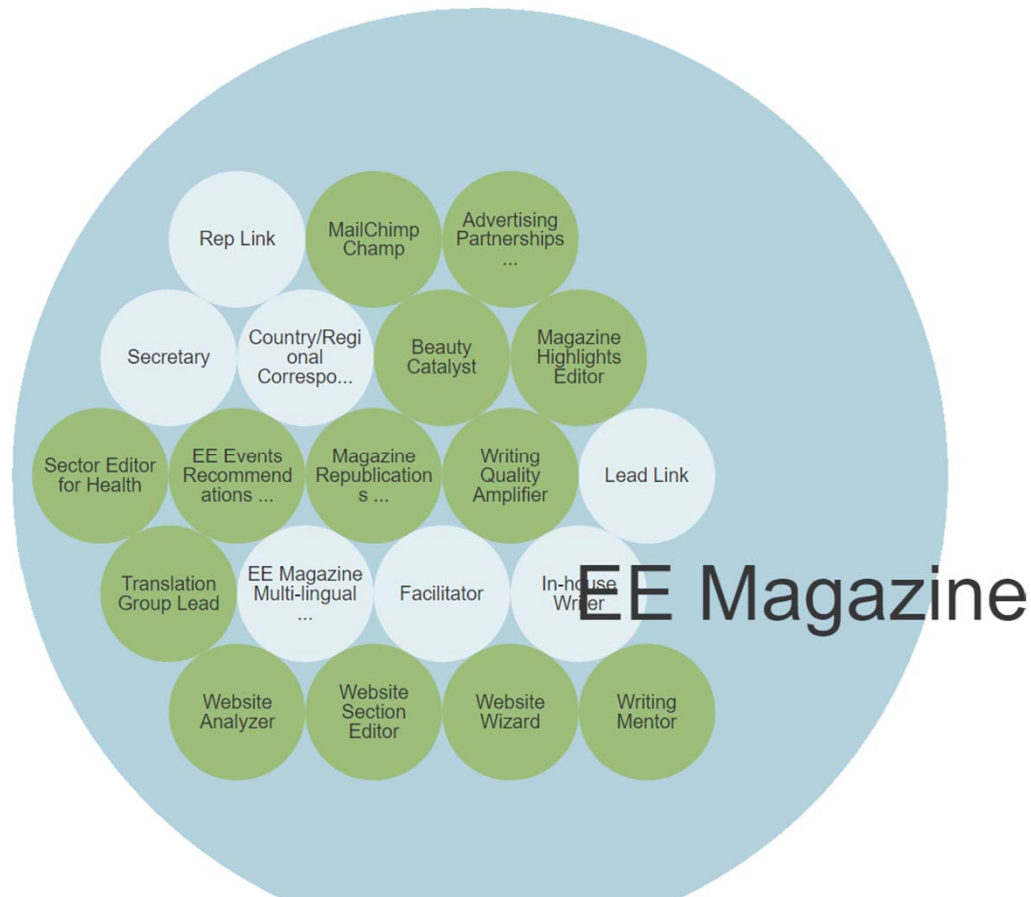 Rep Link
MailChimp
Champ
Advertising
Partnerships
...
Secretary
Country/Regi
onal
Correspo...
Beauty
Catalyst
Magazine
Highlights
Editor
Sector Editor
for Health
EE Events
Recommend
ations ...
Magazine
Republication
s ...
Writing
Quality
Amplifier
Lead Link
Translation
Group Lead
EE Magazine
Multi-lingual
...
Facilitator
In-house
Writer
EE Magazine
Website
Analyzer
Website
Section
Editor
Website
Wizard
Writing
Mentor